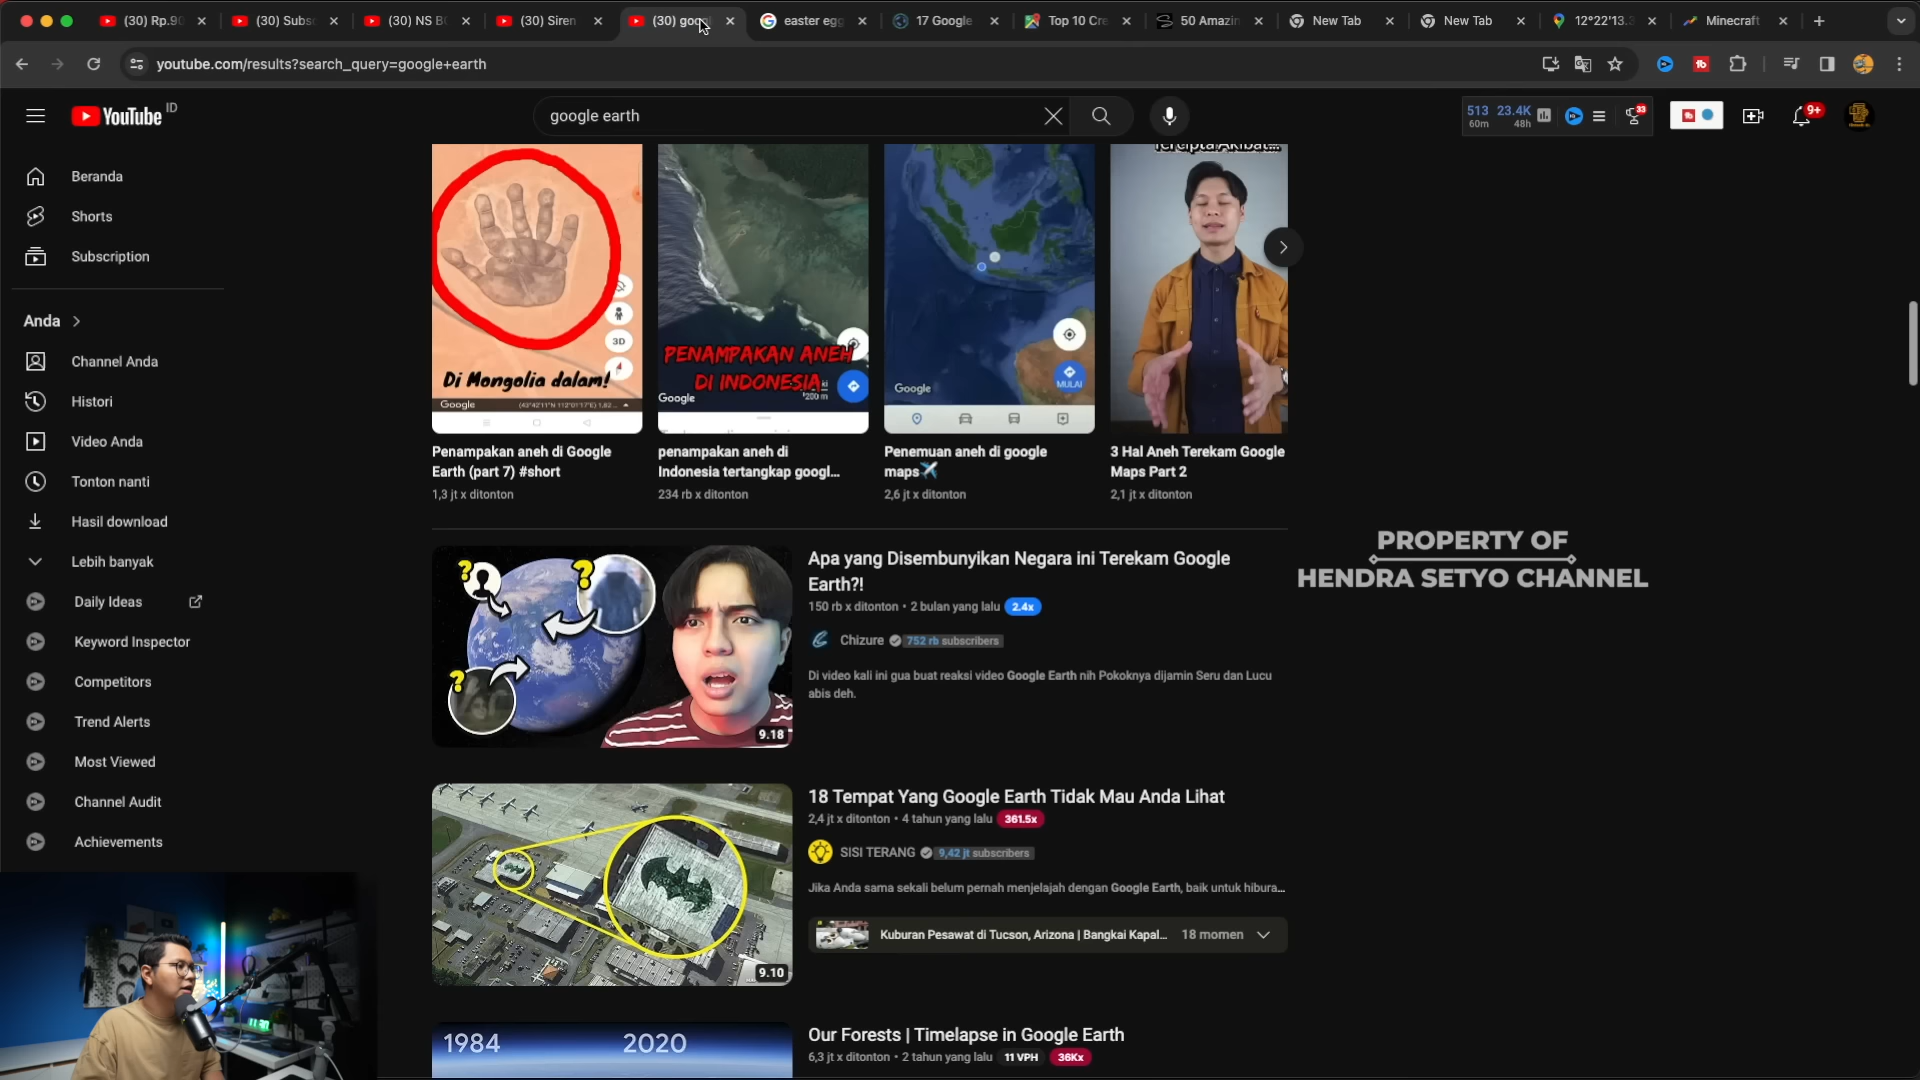 (30) Rp.90
(30) Subs
(30) NS B
(30) Siren
(30) goo
easter egg
17 Google
Top 10 Cre
50 Amazin
New Tab
New Tab
12°22'13.
Minecraft
youtube.com/results?search_query=google+earth
YouTube ID
google earth
513 23.4K
60m 48h
33
9+
Beranda
Shorts
Subscription
Anda
Channel Anda
Histori
Video Anda
Tonton nanti
Hasil download
Lebih banyak
Daily Ideas
Keyword Inspector
Competitors
Trend Alerts
Most Viewed
Channel Audit
Achievements
3D
Di Mongolia dalam!
Google
PENAMPAKAN ANEH
DI INDONESIA
Google
200 m
Google
MULAI
Tercipta Akibat...
Penampakan aneh di Google
Earth (part 7) #short
1,3 jt x ditonton
penampakan aneh di
Indonesia tertangkap googl...
234 rb x ditonton
Penemuan aneh di google
maps✈️
2,6 jt x ditonton
3 Hal Aneh Terekam Google
Maps Part 2
2,1 jt x ditonton
PROPERTY OF
HENDRA SETYO CHANNEL
? ? ?
9.18
Apa yang Disembunyikan Negara ini Terekam Google
Earth?!
150 rb x ditonton • 2 bulan yang lalu 2.4x
Chizure 752 rb subscribers
Di video kali ini gua buat reaksi video Google Earth nih Pokoknya dijamin Seru dan Lucu
abis deh.
9.10
18 Tempat Yang Google Earth Tidak Mau Anda Lihat
2,4 jt x ditonton • 4 tahun yang lalu 361.5x
SISI TERANG 9,42 jt subscribers
Jika Anda sama sekali belum pernah menjelajah dengan Google Earth, baik untuk hibura...
Kuburan Pesawat di Tucson, Arizona | Bangkai Kapal... 18 momen
1984 2020
Our Forests | Timelapse in Google Earth
6,3 jt x ditonton • 2 tahun yang lalu 11 VPH 36Kx